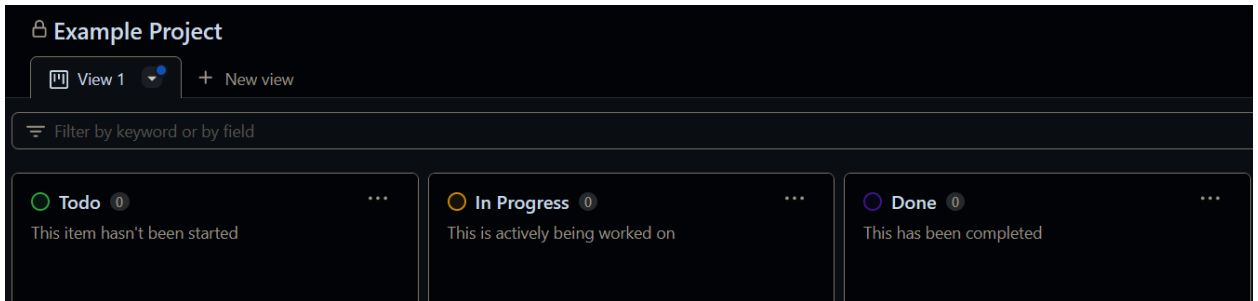 Example Project
View 1
New view
Filter by keyword or by field
Todo 0
This item hasn't been started
In Progress 0
This is actively being worked on
Done 0
This has been completed